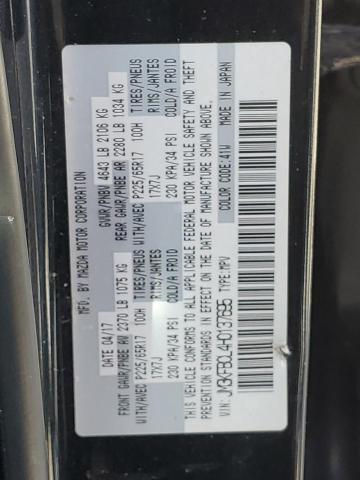 MFD. BY MAZDA MOTOR CORPORATION
DATE 04/17 GVWR/PNBV 4643 LB 2106 KG
FRONT GAWR/PNBE AV 2370 LB 1075 KG REAR GAWR/PNBE AR 2280 LB 1034 KG
WITH/AVEC P225/65R17 100H TIRES/PNEUS WITH/AVEC P225/65R17 100H TIRES/PNEUS
17X7J RIMS/JANTES 17X7J RIMS/JANTES
230 KPA/34 PSI COLD/A FROID 230 KPA/34 PSI COLD/A FROID
THIS VEHICLE CONFORMS TO ALL APPLICABLE FEDERAL MOTOR VEHICLE SAFETY AND THEFT
PREVENTION STANDARDS IN EFFECT ON THE DATE OF MANUFACTURE SHOWN ABOVE.
VIN: JM3KFBCL4H0137695 TYPE:MPV COLOR CODE:41W MADE IN JAPAN